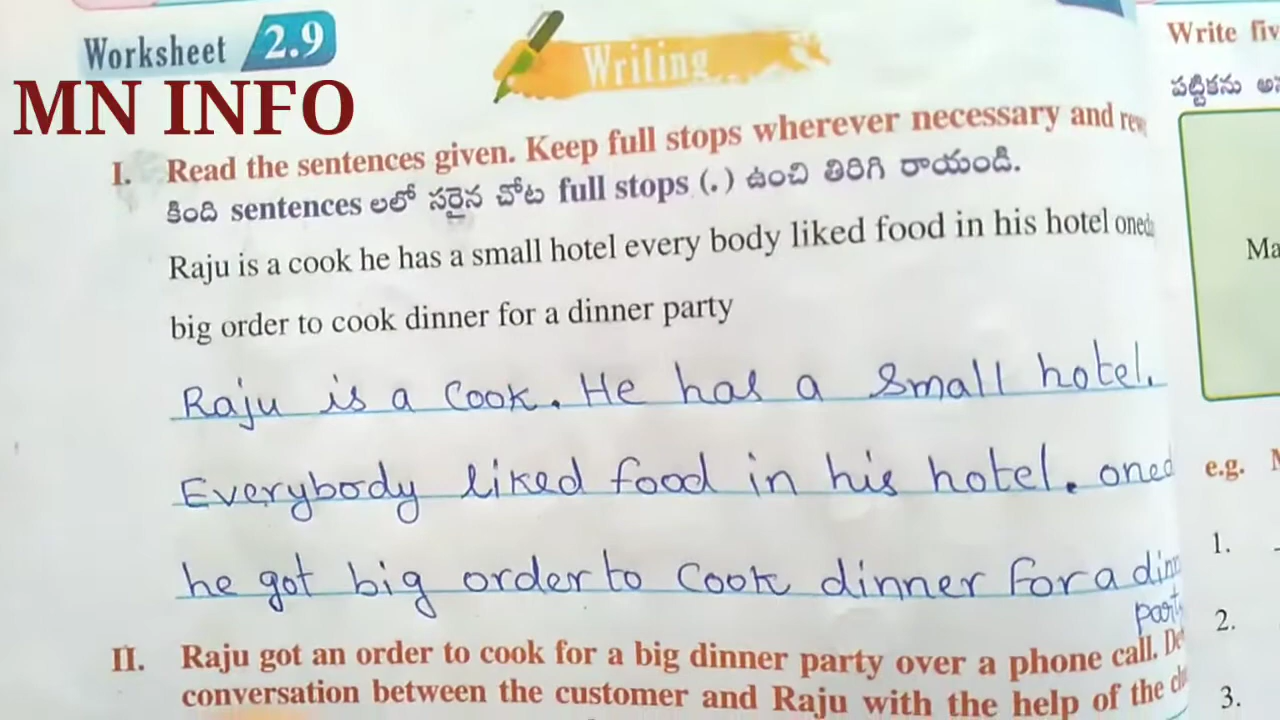 Worksheet 2.9
Writing
MN INFO
I. Read the sentences given. Keep full stops wherever necessary and
కింది sentences లలో సరైన చోట full stops (.) ఉంచి తిరిగి రాయండి.
Raju is a cook he has a small hotel every body liked food in his hotel
big order to cook dinner for a dinner party
Raju is a cook. He has a small hotel.
Everybody liked food in his hotel.
he got big order to cook dinner for a
II. Raju got an order to cook for a big dinner party over a phone call.
conversation between the customer and Raju with the help of the
Write
పట్టికను
e.g.
1.
2.
3.